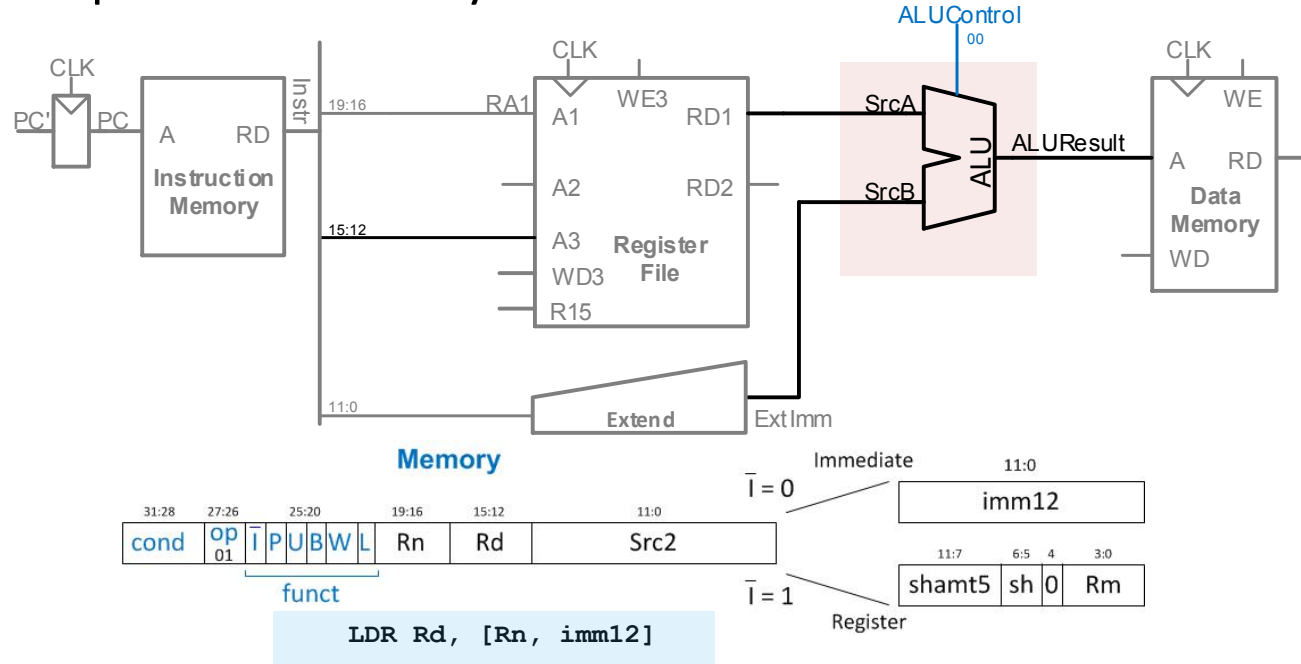 ALUControl
00
CLK
CLK
CLK
PC'
PC
A
RD
Instruction
Memory
Instr
19:16
RA1
A1
WE3
RD1
A2
RD2
15:12
A3
Register
File
WD3
R15
SrcA
SrcB
ALU
ALUResult
WE
A
RD
Data
Memory
WD
11:0
Extend
ExtImm
Memory
31:28 27:26 25:20 19:16 15:12 11:0
cond op 01 I̅ P U B W L Rn Rd Src2
funct
I̅ = 0
Immediate
11:0
imm12
I̅ = 1
Register
11:7 6:5 4 3:0
shamt5 sh 0 Rm
LDR Rd, [Rn, imm12]